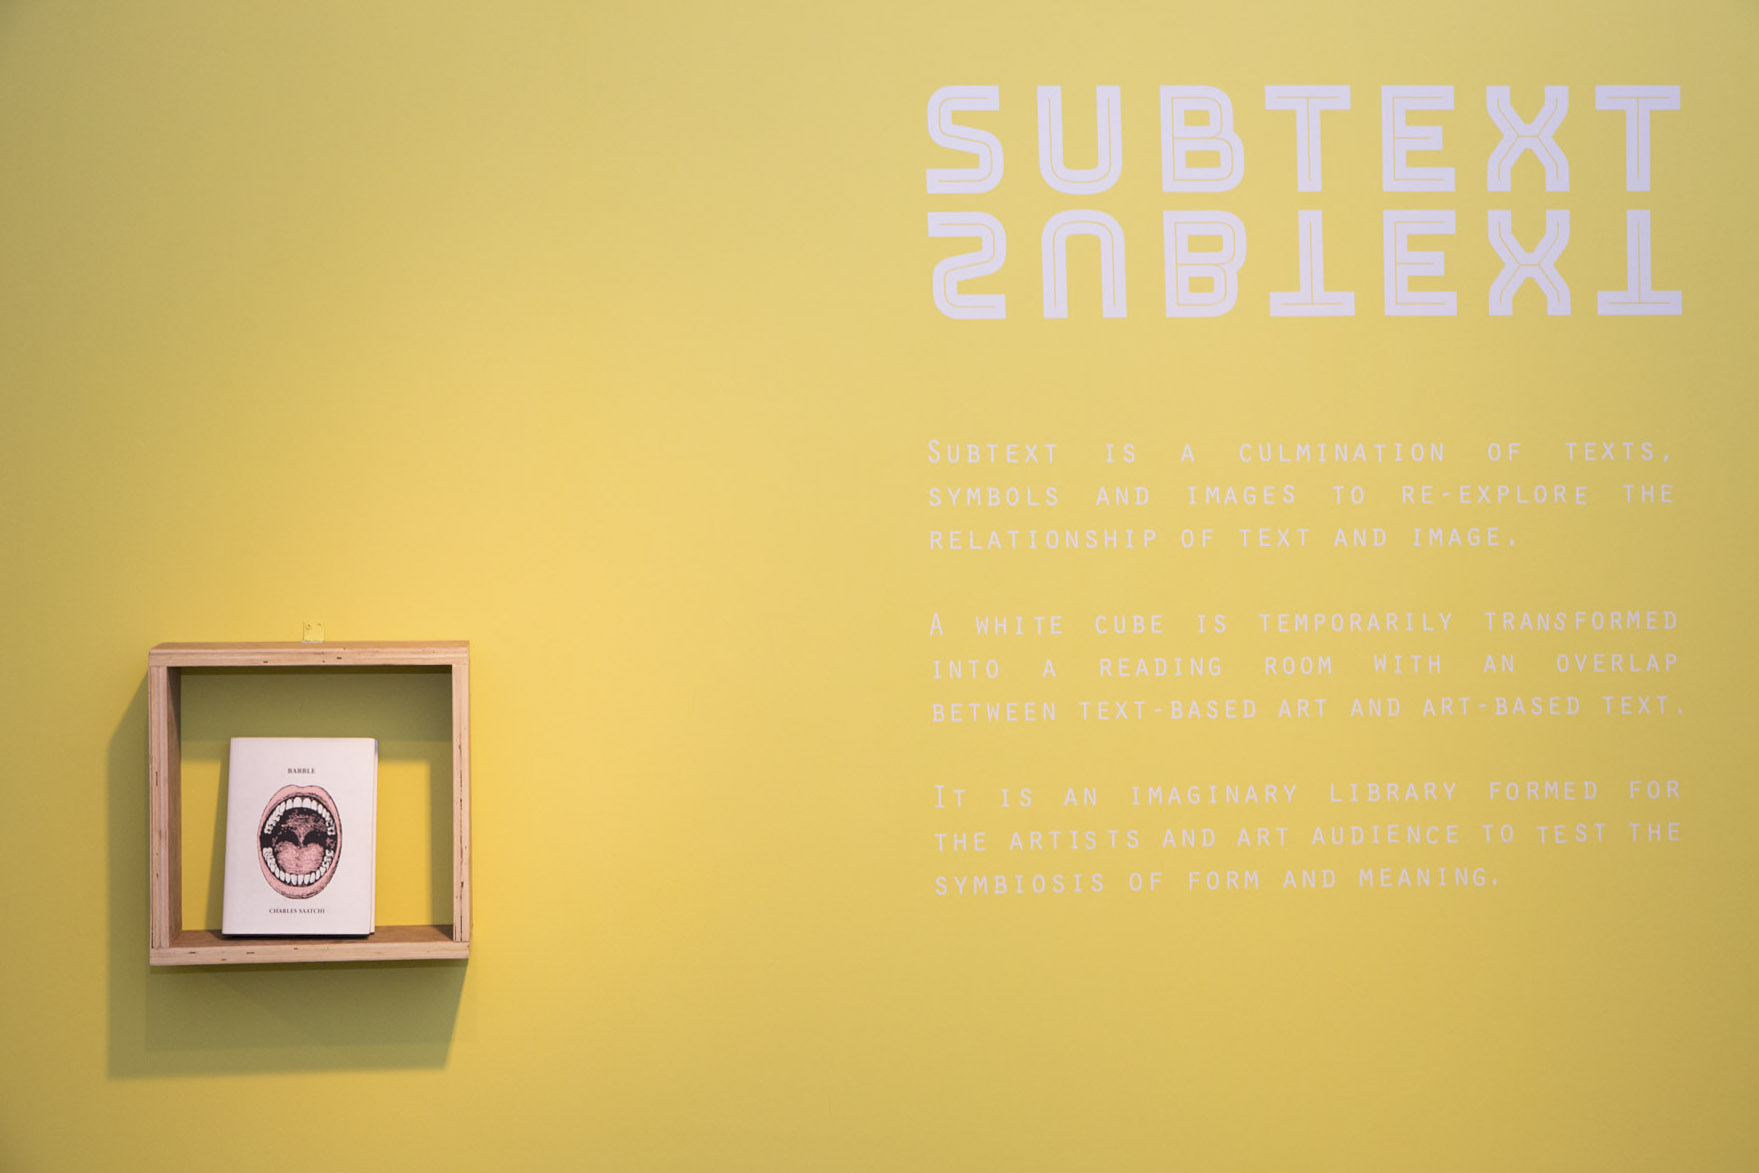 SUBTEXT
SUBTEXT
SUBTEXT IS A CULMINATION OF TEXTS,
SYMBOLS AND IMAGES TO RE-EXPLORE THE
RELATIONSHIP OF TEXT AND IMAGE.
A WHITE CUBE IS TEMPORARILY TRANSFORMED
INTO A READING ROOM WITH AN OVERLAP
BETWEEN TEXT-BASED ART AND ART-BASED TEXT.
IT IS AN IMAGINARY LIBRARY FORMED FOR
THE ARTISTS AND ART AUDIENCE TO TEST THE
SYMBIOSIS OF FORM AND MEANING.
BABBLE
CHARLES SAATCHI